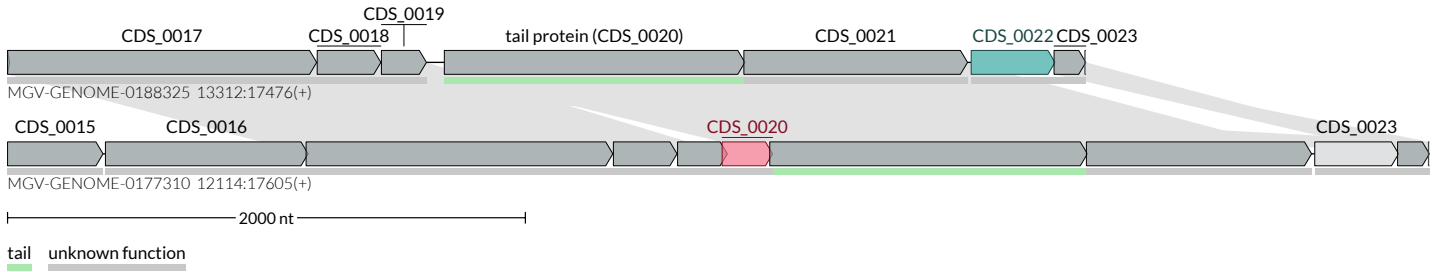 CDS_0019
CDS_0017 CDS_0018 tail protein (CDS_0020) CDS_0021 CDS_0022 CDS_0023
MGV-GENOME-0188325 13312:17476(+)
CDS_0015 CDS_0016 CDS_0020 CDS_0023
MGV-GENOME-0177310 12114:17605(+)
2000 nt
tail unknown function